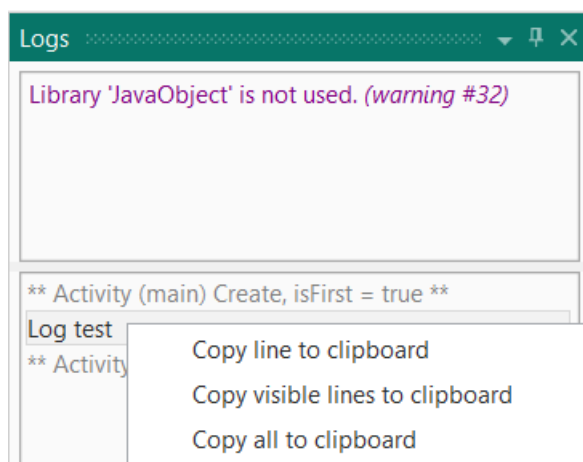 Logs
Library 'JavaObject' is not used. (warning #32)
** Activity (main) Create, isFirst = true **
Log test
** Activity
Copy line to clipboard
Copy visible lines to clipboard
Copy all to clipboard